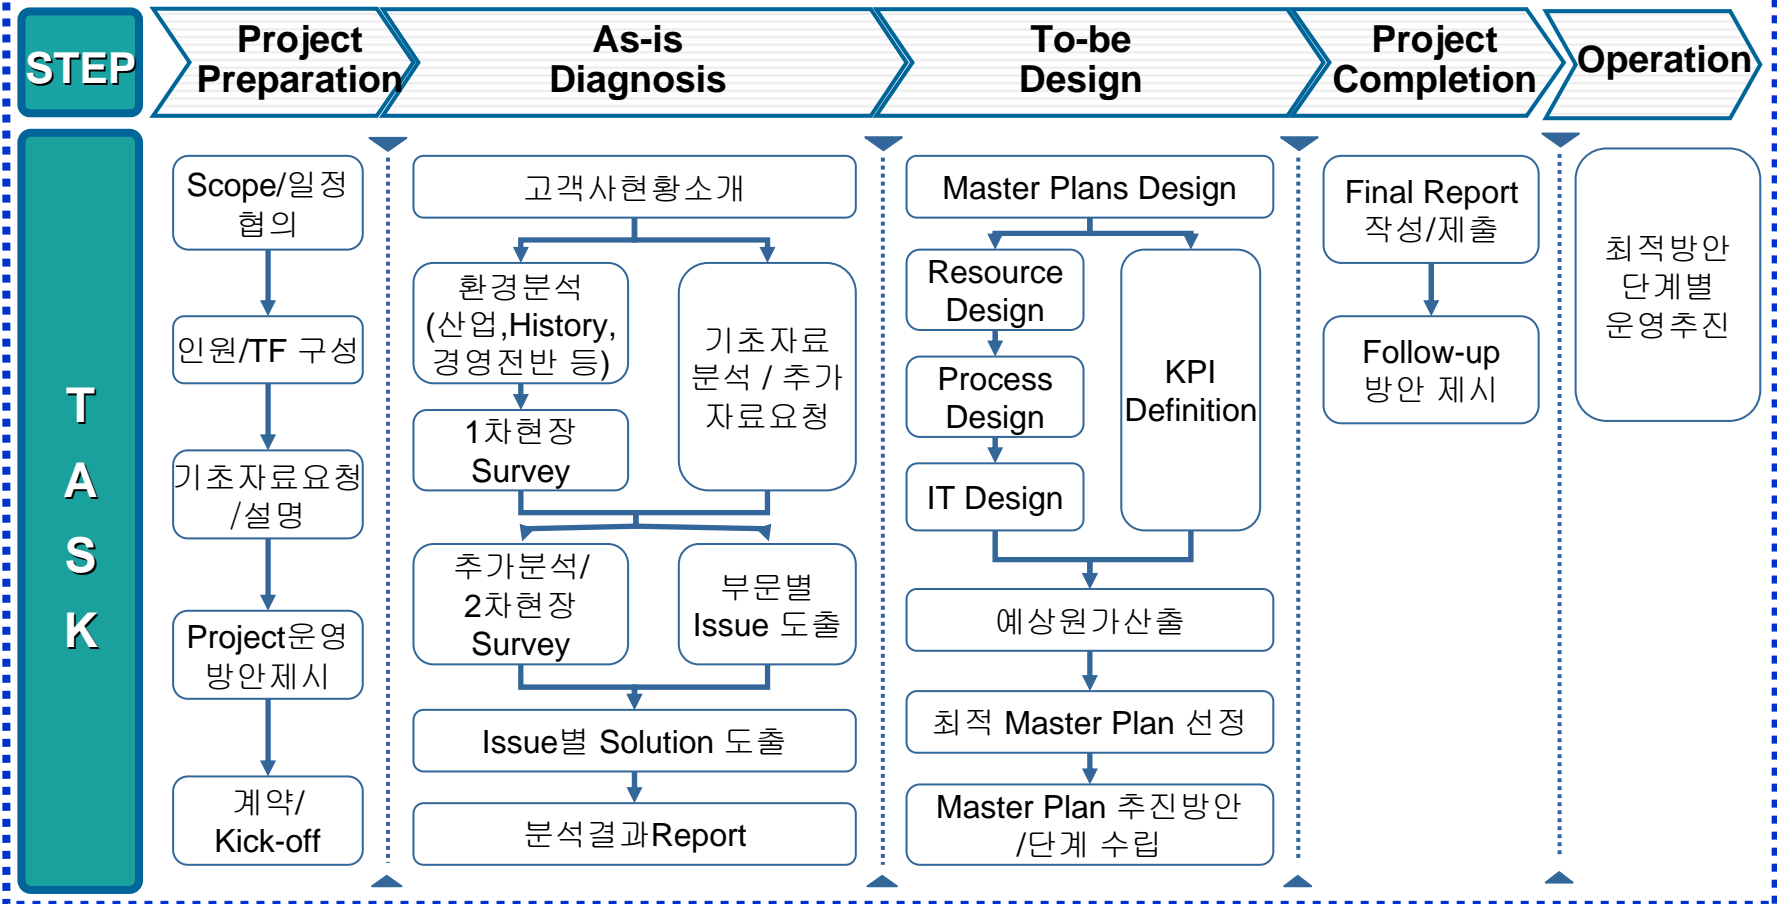 STEP
Project
Preparation
As-is
Diagnosis
To-be
Design
Project
Completion
Operation
T
A
S
K
Scope/일정
협의
인원/TF 구성
기초자료요청
/설명
Project운영
방안제시
계약/
Kick-off
고객사현황소개
환경분석
(산업,History,
경영전반 등)
기초자료
분석 / 추가
자료요청
1차현장
Survey
추가분석/
2차현장
Survey
부문별
Issue 도출
Issue별 Solution 도출
분석결과Report
Master Plans Design
Resource
Design
Process
Design
IT Design
KPI
Definition
예상원가산출
최적 Master Plan 선정
Master Plan 추진방안
/단계 수립
Final Report
작성/제출
Follow-up
방안 제시
최적방안
단계별
운영추진